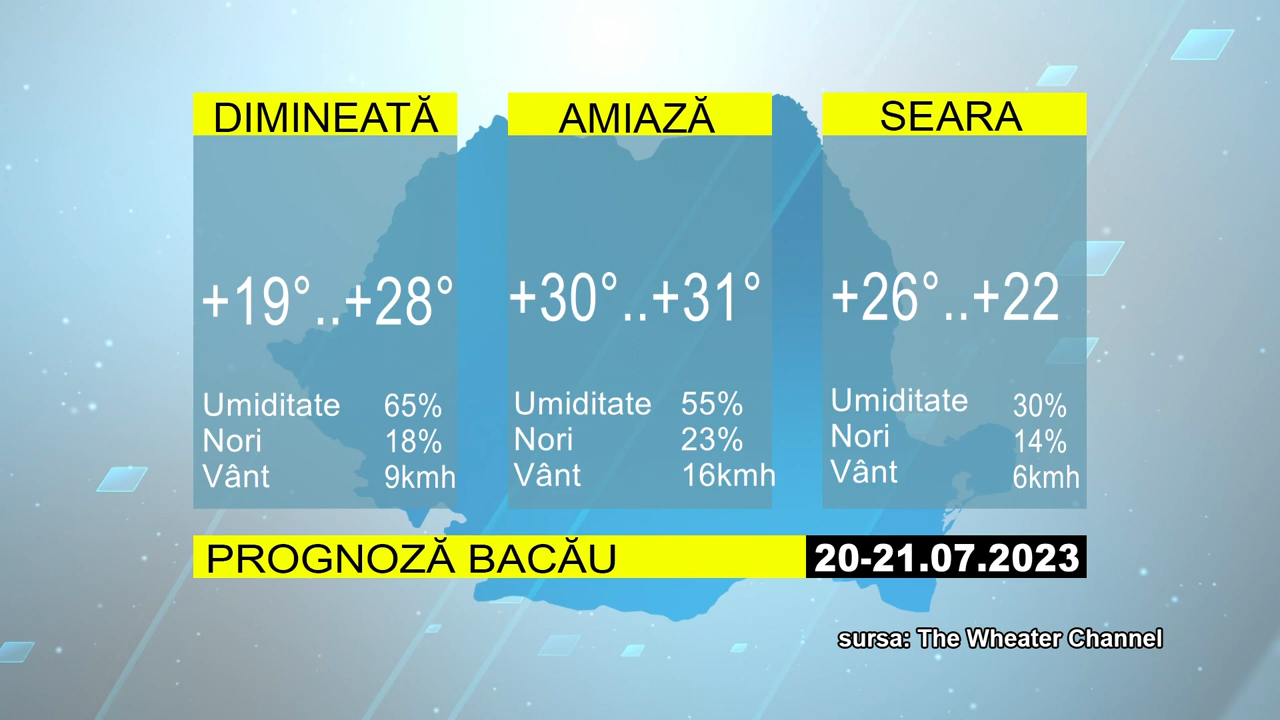 DIMINEATĂ
+19°..+28°
Umiditate 65%
Nori 18%
Vânt 9kmh
AMIAZĂ
+30°..+31°
Umiditate 55%
Nori 23%
Vânt 16kmh
SEARA
+26°..+22
Umiditate 30%
Nori 14%
Vânt 6kmh
PROGNOZĂ BACĂU 20-21.07.2023
sursa: The Wheater Channel